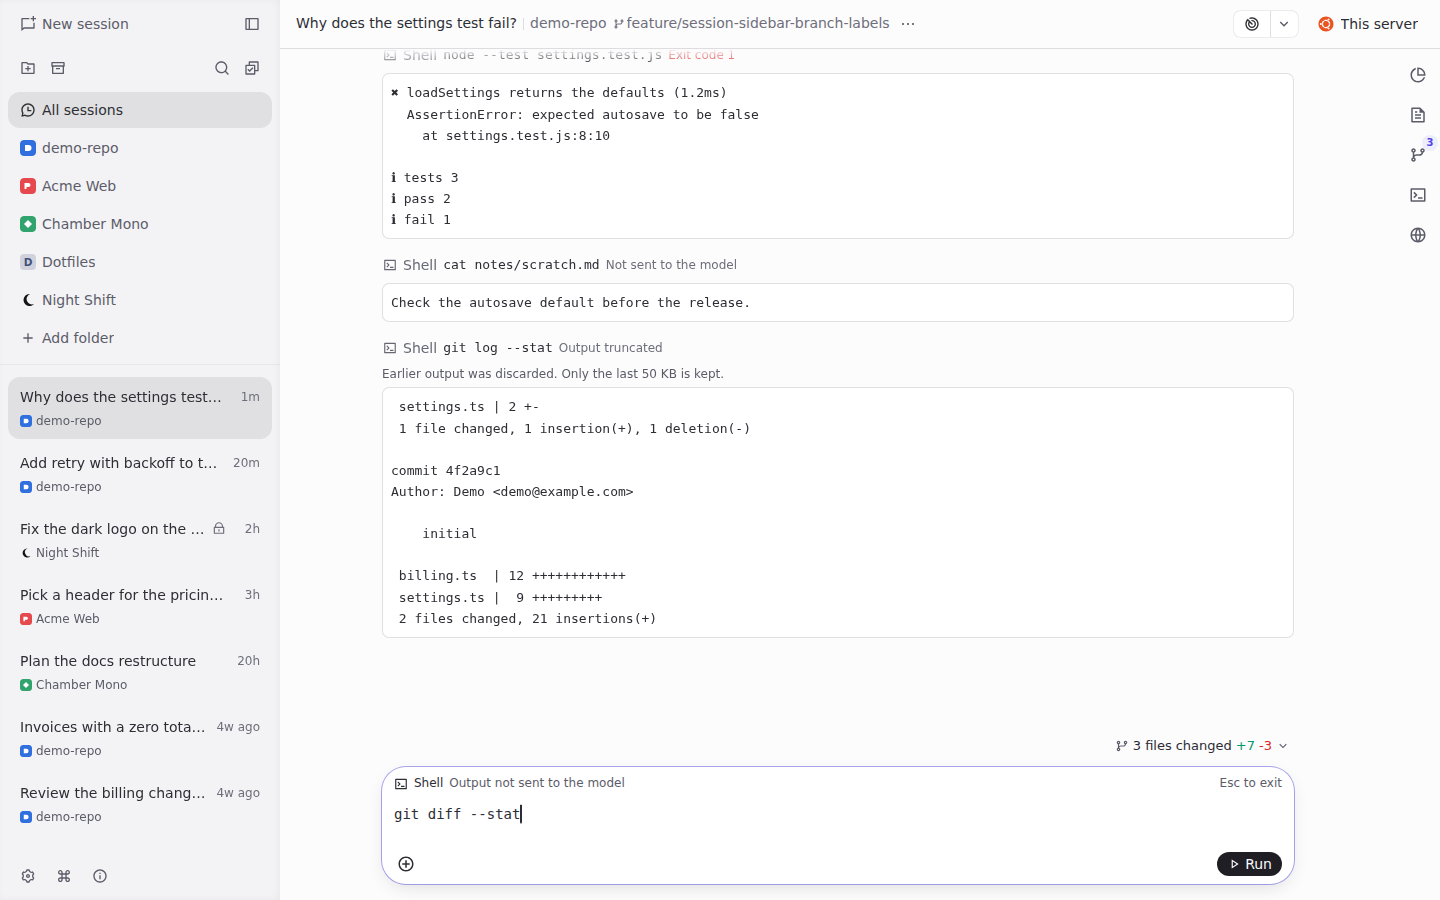 New session
All sessions
demo-repo
Acme Web
Chamber Mono
D Dotfiles
Night Shift
Add folder
Why does the settings test… 1m
demo-repo
Add retry with backoff to t… 20m
demo-repo
Fix the dark logo on the … 2h
Night Shift
Pick a header for the pricin… 3h
Acme Web
Plan the docs restructure 20h
Chamber Mono
Invoices with a zero tota… 4w ago
demo-repo
Review the billing chang… 4w ago
demo-repo
Why does the settings test fail? demo-repo feature/session-sidebar-branch-labels
This server
3
Shell node --test settings.test.js Exit code 1
✖ loadSettings returns the defaults (1.2ms)
AssertionError: expected autosave to be false
at settings.test.js:8:10
ℹ tests 3
ℹ pass 2
ℹ fail 1
Shell cat notes/scratch.md Not sent to the model
Check the autosave default before the release.
Shell git log --stat Output truncated
Earlier output was discarded. Only the last 50 KB is kept.
settings.ts | 2 +-
1 file changed, 1 insertion(+), 1 deletion(-)
commit 4f2a9c1
Author: Demo <demo@example.com>
initial
billing.ts  | 12 ++++++++++++
settings.ts |  9 +++++++++
2 files changed, 21 insertions(+)
3 files changed +7 -3
Shell Output not sent to the model Esc to exit
git diff --stat
Run